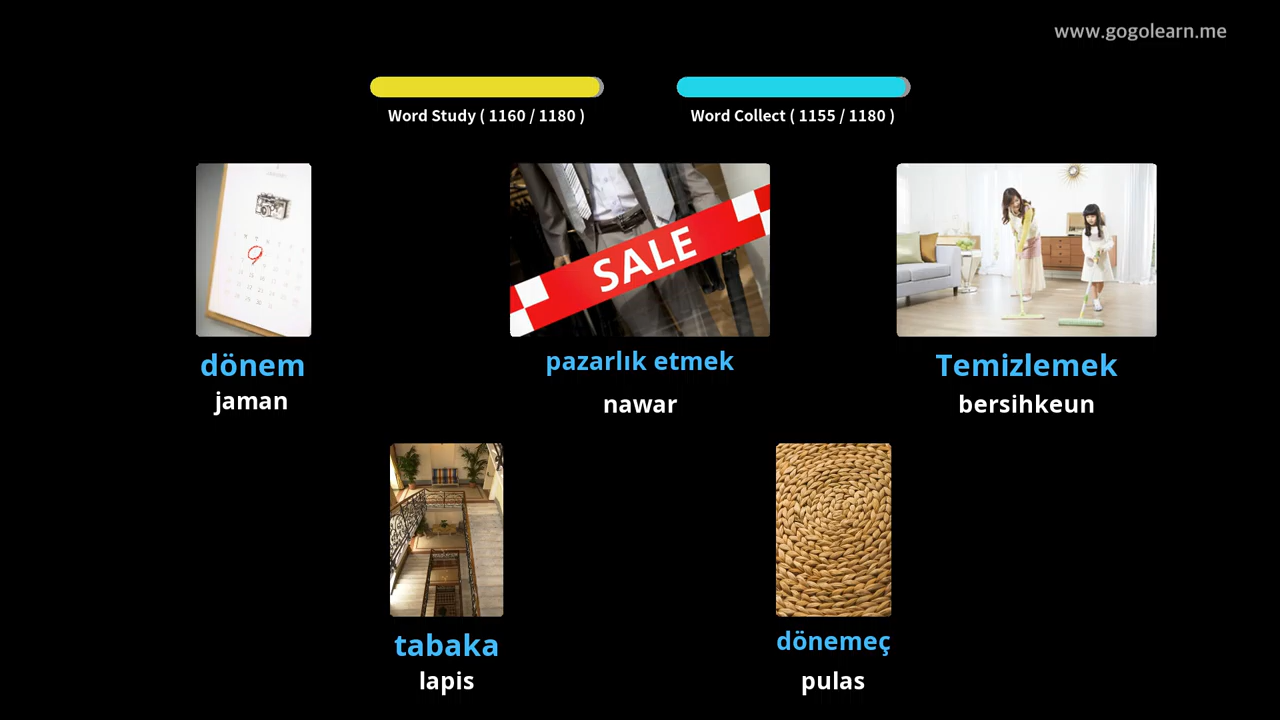 www.gogolearn.me
Word Study ( 1160 / 1180 )
Word Collect ( 1155 / 1180 )
SALE
dönem
jaman
pazarlık etmek
nawar
Temizlemek
bersihkeun
tabaka
lapis
dönemeç
pulas